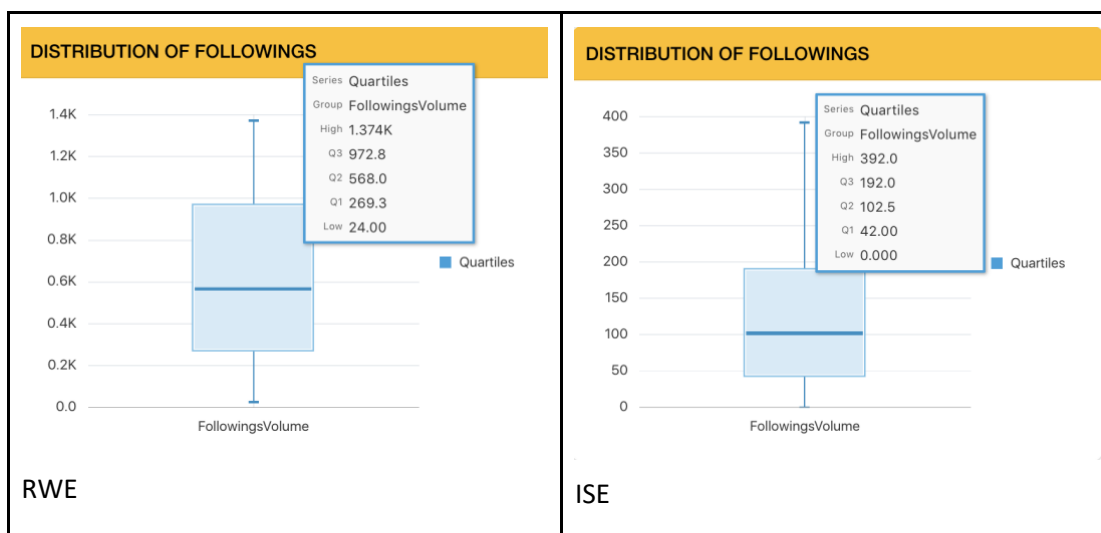 DISTRIBUTION OF FOLLOWINGS
Series Quartiles
Group FollowingsVolume
High 1.374K
Q3 972.8
Q2 568.0
Q1 269.3
Low 24.00
1.4K
1.2K
1.0K
0.8K
0.6K
0.4K
0.2K
0.0
Quartiles
FollowingsVolume
RWE
DISTRIBUTION OF FOLLOWINGS
Series Quartiles
Group FollowingsVolume
High 392.0
Q3 192.0
Q2 102.5
Q1 42.00
Low 0.000
400
350
300
250
200
150
100
50
0
Quartiles
FollowingsVolume
ISE